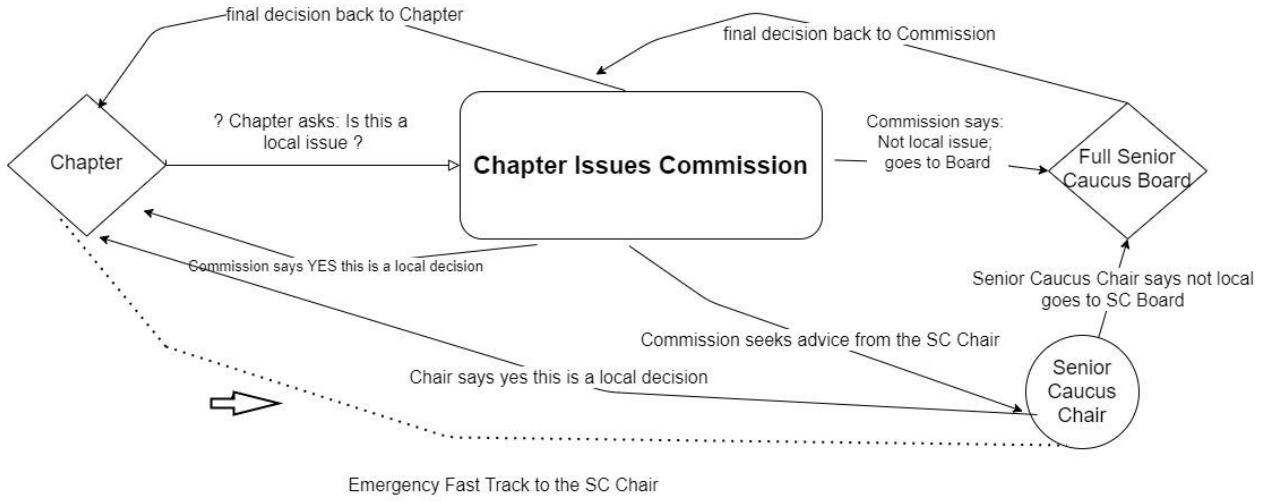 final decision back to Chapter
final decision back to Commission
? Chapter asks: Is this a
local issue ?
Commission says:
Not local issue;
goes to Board
Chapter
Chapter Issues Commission
Full Senior
Caucus Board
Commission says YES this is a local decision
Senior Caucus Chair says not local
goes to SC Board
Commission seeks advice from the SC Chair
Chair says yes this is a local decision
Senior
Caucus
Chair
Emergency Fast Track to the SC Chair